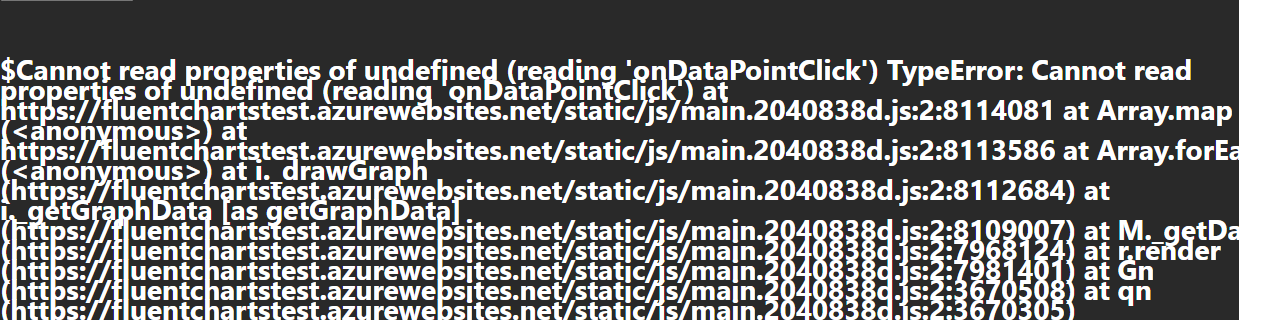 $Cannot read properties of undefined (reading 'onDataPointClick') TypeError: Cannot read
properties of undefined (reading 'onDataPointClick') at
https://fluentchartstest.azurewebsites.net/static/js/main.2040838d.js:2:8114081 at Array.map
(<anonymous>) at
https://fluentchartstest.azurewebsites.net/static/js/main.2040838d.js:2:8113586 at Array.forEa
(<anonymous>) at i._drawGraph
(https://fluentchartstest.azurewebsites.net/static/js/main.2040838d.js:2:8112684) at
i._getGraphData [as getGraphData]
(https://fluentchartstest.azurewebsites.net/static/js/main.2040838d.js:2:8109007) at M._getDa
(https://fluentchartstest.azurewebsites.net/static/js/main.2040838d.js:2:7968124) at r.render
(https://fluentchartstest.azurewebsites.net/static/js/main.2040838d.js:2:7981401) at Gn
(https://fluentchartstest.azurewebsites.net/static/js/main.2040838d.js:2:3670508) at qn
(https://fluentchartstest.azurewebsites.net/static/js/main.2040838d.js:2:3670305)